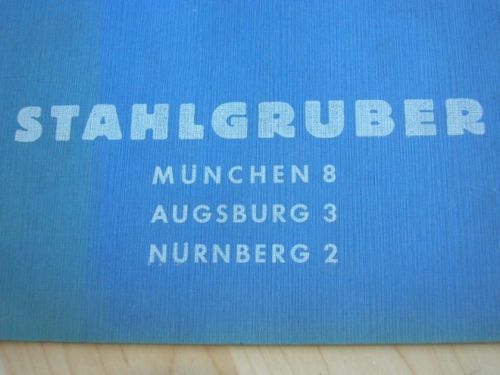 STAHLGRUBER
MÜNCHEN 8
AUGSBURG 3
NÜRNBERG 2